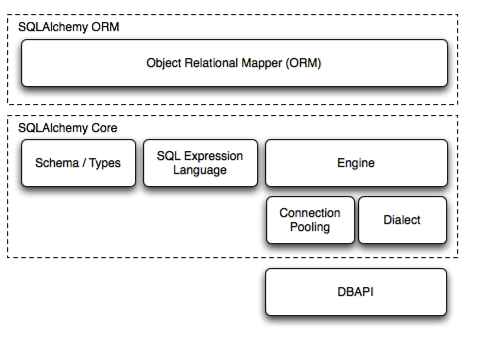 SQLAlchemy ORM
Object Relational Mapper (ORM)
SQLAlchemy Core
Schema / Types
SQL Expression
Language
Engine
Connection
Pooling
Dialect
DBAPI